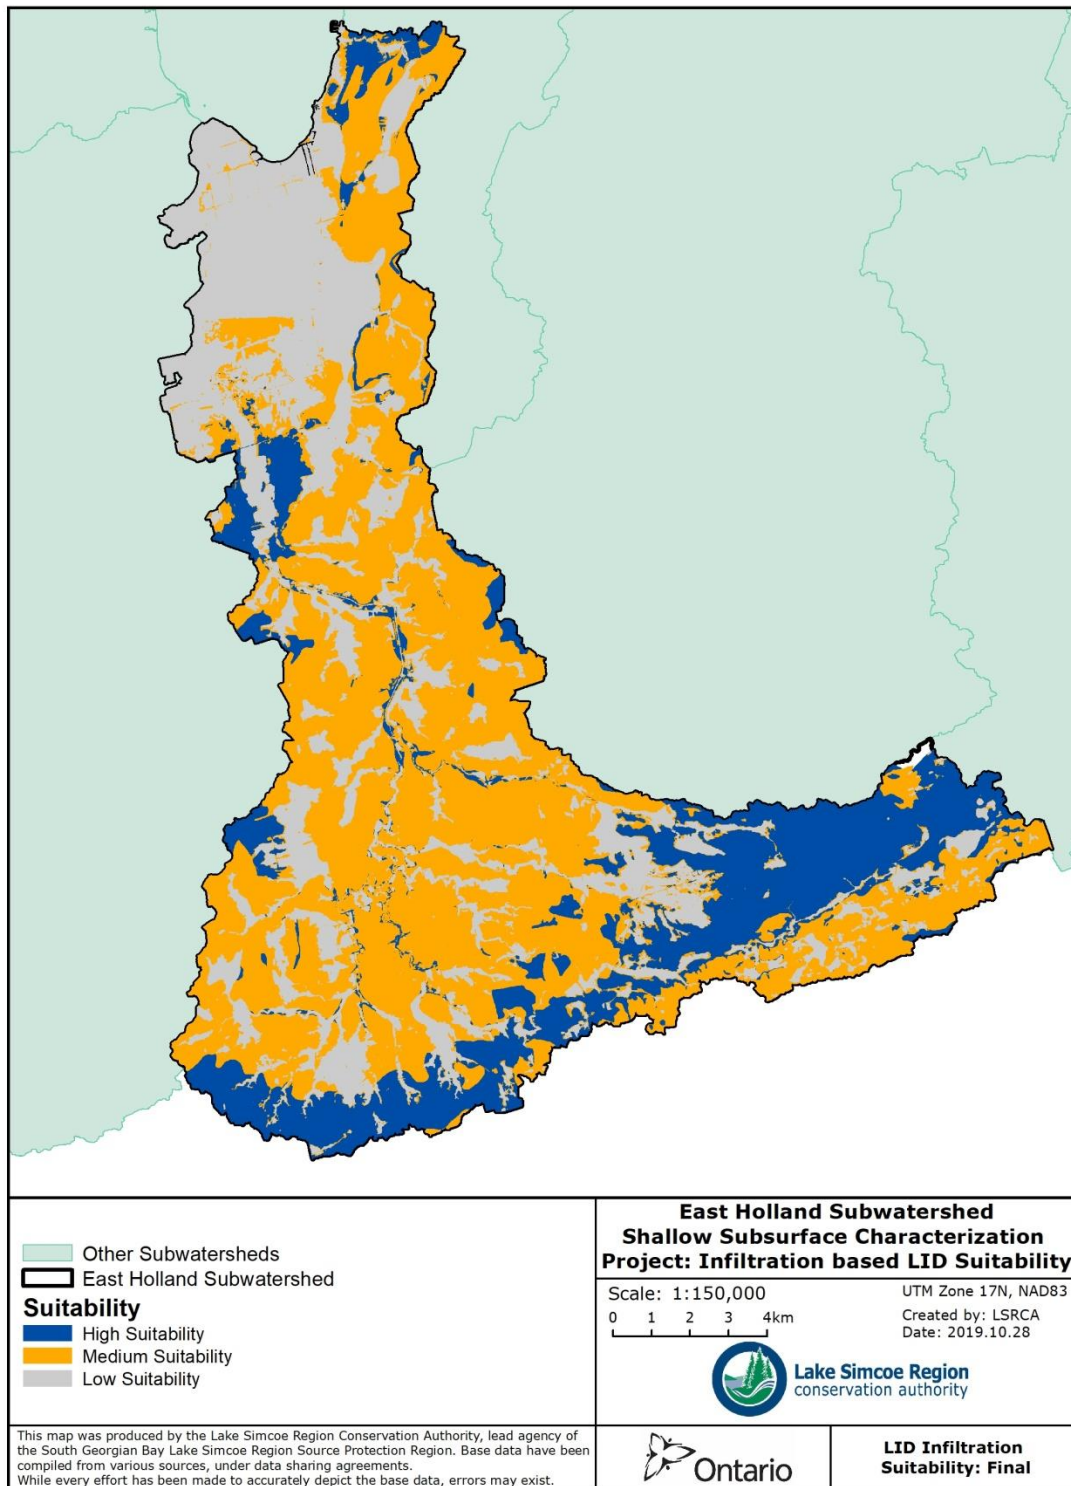 Other Subwatersheds
East Holland Subwatershed
Suitability
High Suitability
Medium Suitability
Low Suitability
East Holland Subwatershed
Shallow Subsurface Characterization
Project: Infiltration based LID Suitability
Scale: 1:150,000
0 1 2 3 4km
UTM Zone 17N, NAD83
Created by: LSRCA
Date: 2019.10.28
Lake Simcoe Region
conservation authority
This map was produced by the Lake Simcoe Region Conservation Authority, lead agency of
the South Georgian Bay Lake Simcoe Region Source Protection Region. Base data have been
compiled from various sources, under data sharing agreements.
While every effort has been made to accurately depict the base data, errors may exist.
Ontario
LID Infiltration
Suitability: Final